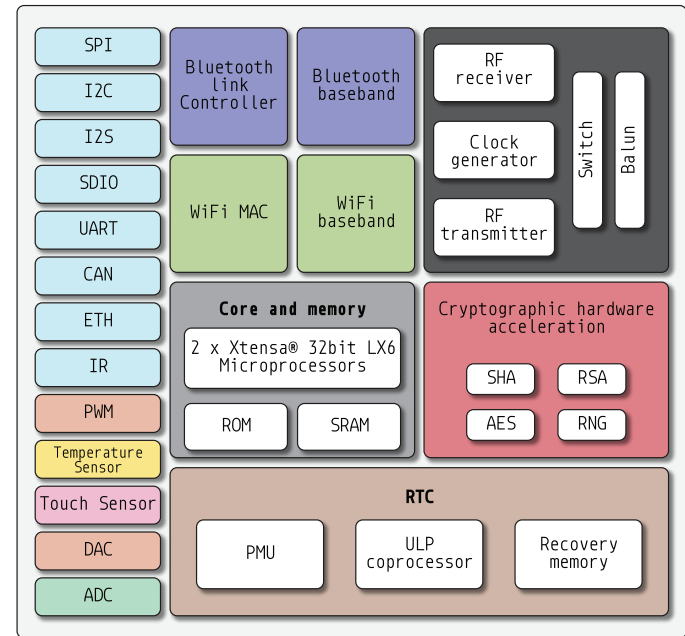 SPI
I2C
I2S
SDIO
UART
CAN
ETH
IR
PWM
Temperature
Sensor
Touch Sensor
DAC
ADC
Bluetooth
link
Controller
Bluetooth
baseband
WiFi MAC
WiFi
baseband
RF
receiver
Clock
generator
RF
transmitter
Switch
Balun
Core and memory
2 x Xtensa® 32bit LX6
Microprocessors
ROM
SRAM
Cryptographic hardware
acceleration
SHA
RSA
AES
RNG
RTC
PMU
ULP
coprocessor
Recovery
memory